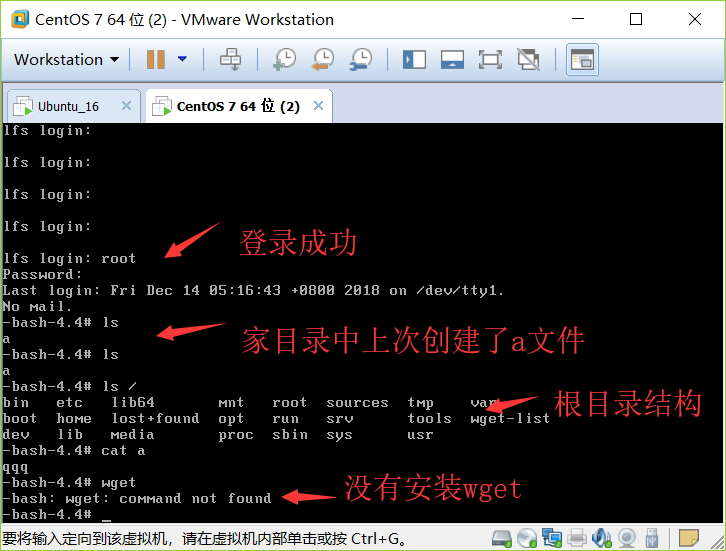 CentOS 7 64 位 (2) - VMware Workstation
Workstation
Ubuntu_16
CentOS 7 64 位 (2)
lfs login:
lfs login:
lfs login:
lfs login:
lfs login: root
登录成功
Password:
Last login: Fri Dec 14 05:16:43 +0800 2018 on /dev/tty1.
No mail.
-bash-4.4# ls
a
家目录中上次创建了a文件
-bash-4.4# ls
a
-bash-4.4# ls /
bin etc lib64 mnt root sources tmp var
根目录结构
boot home lost+found opt run srv tools wget-list
dev lib media proc sbin sys usr
-bash-4.4# cat a
qqq
-bash-4.4# wget
没有安装wget
-bash: wget: command not found
-bash-4.4# _
要将输入定向到该虚拟机，请在虚拟机内部单击或按 Ctrl+G。